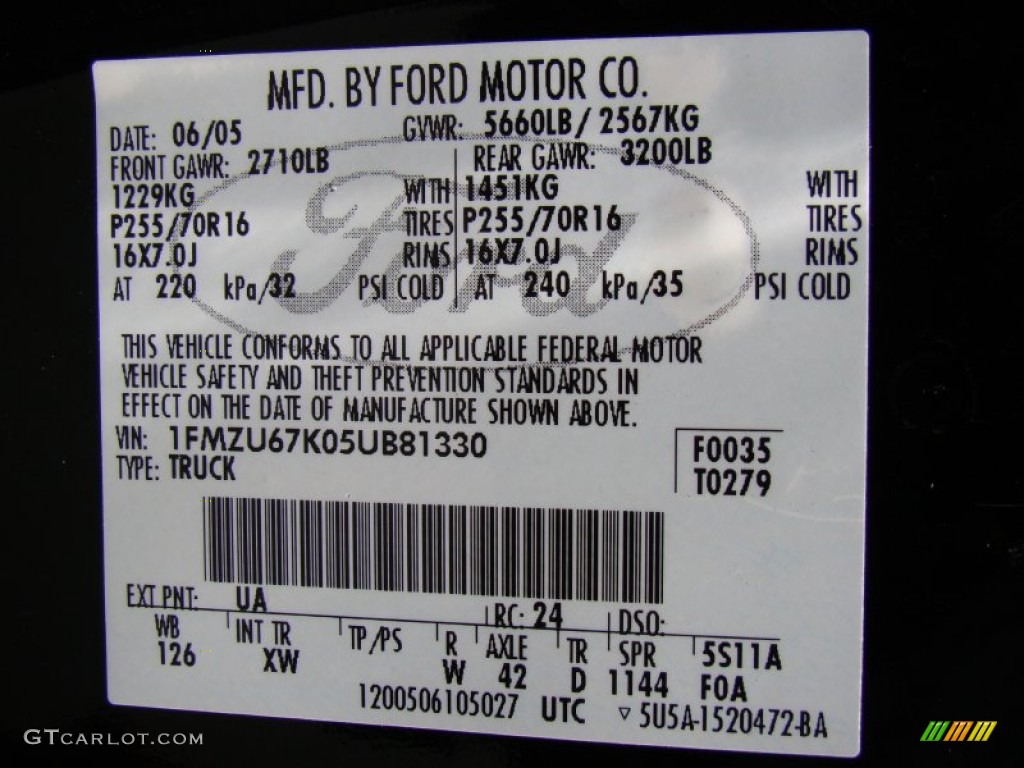 MFD. BY FORD MOTOR CO.
DATE: 06/05 GVWR: 5660LB/ 2567KG
FRONT GAWR: 2710LB REAR GAWR: 3200LB
1229KG WITH 1451KG WITH
P255/70R16 TIRES P255/70R16 TIRES
16X7.0J RIMS 16X7.0J RIMS
AT 220 kPa/32 PSI COLD AT 240 kPa/35 PSI COLD
Ford
THIS VEHICLE CONFORMS TO ALL APPLICABLE FEDERAL MOTOR
VEHICLE SAFETY AND THEFT PREVENTION STANDARDS IN
EFFECT ON THE DATE OF MANUFACTURE SHOWN ABOVE.
VIN: 1FMZU67K05UB81330 F0035
TYPE: TRUCK T0279
EXT PNT: UA RC: 24 DSO:
WB INT TR TP/PS R AXLE TR SPR 5S11A
126 XW W 42 D 1144 F0A
1200506105027 UTC ▽ 5U5A-1520472-BA
GTCARLOT.COM